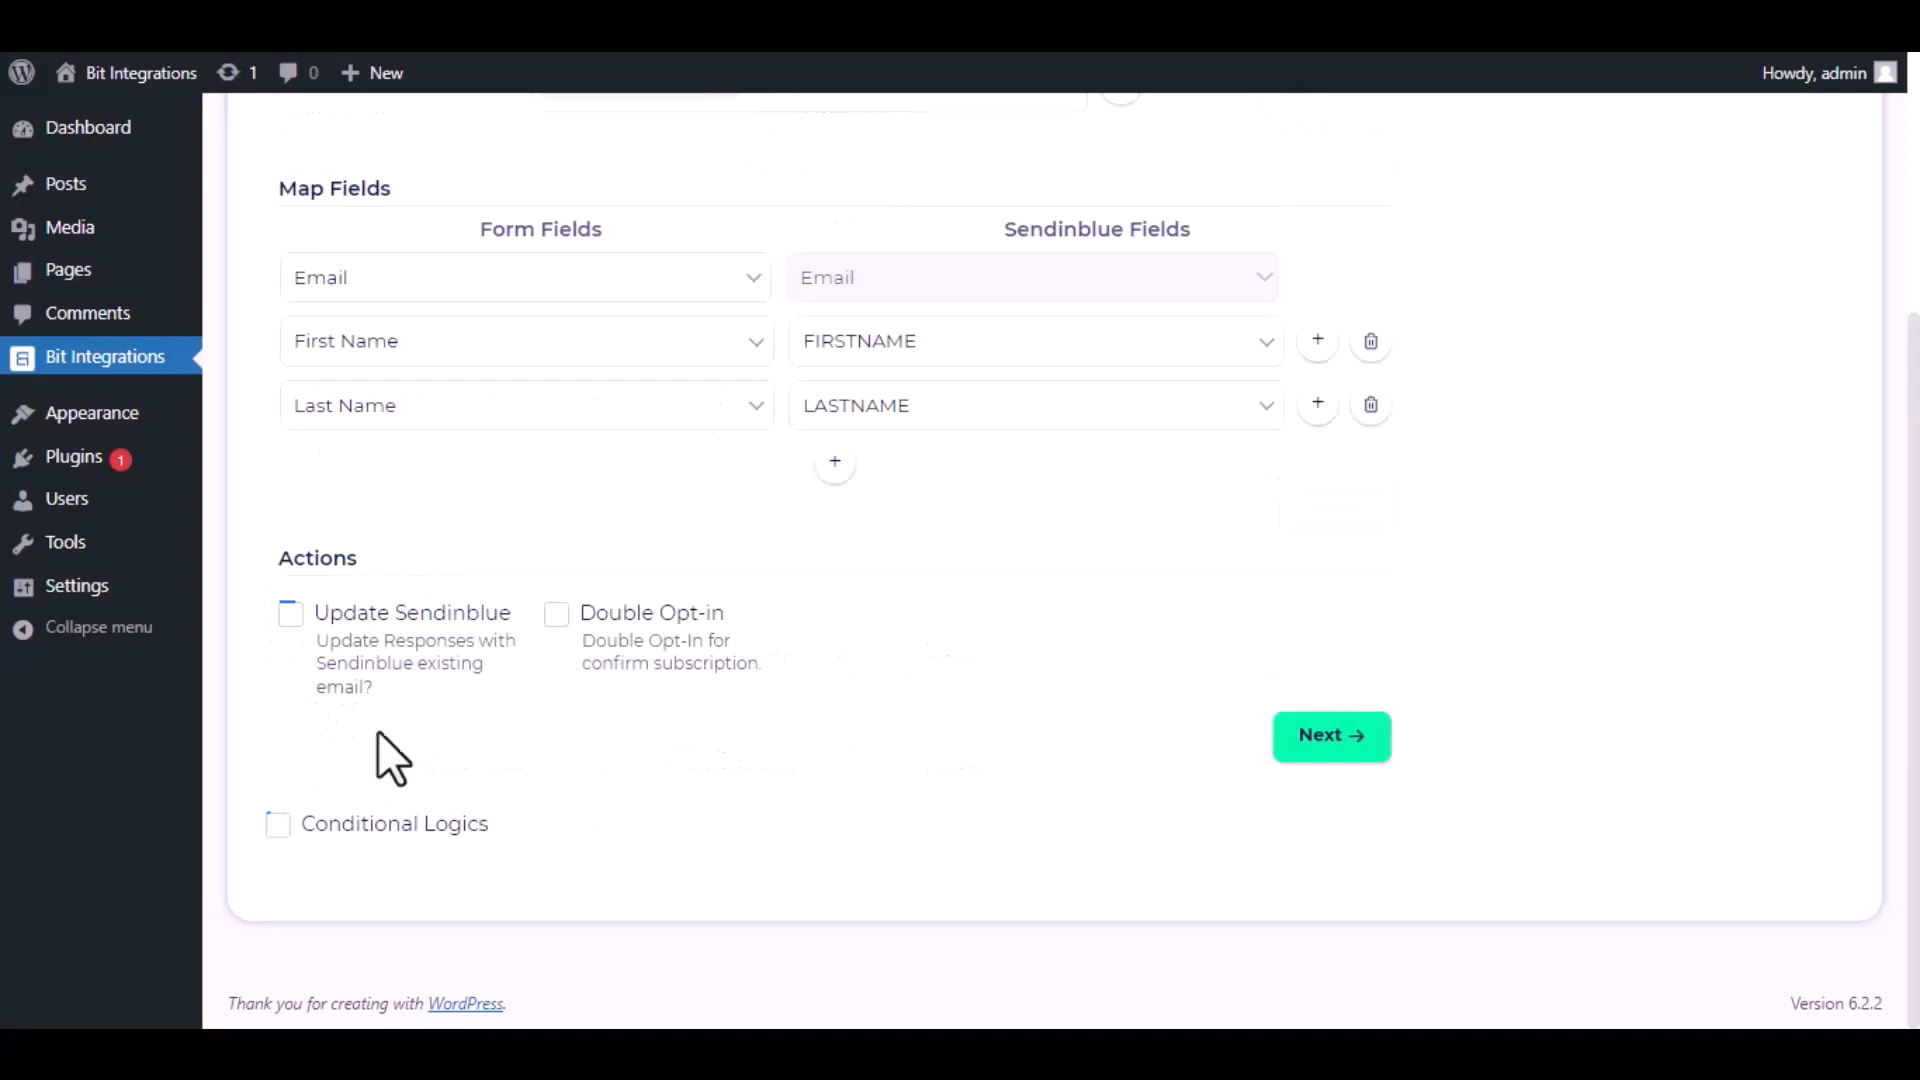 Bit Integrations 1 0 New Howdy, admin
Dashboard
Posts
Media
Pages
Comments
Bit Integrations
Appearance
Plugins 1
Users
Tools
Settings
Collapse menu
Map Fields
Form Fields Sendinblue Fields
Email Email
First Name FIRSTNAME
Last Name LASTNAME
Actions
Update Sendinblue
Update Responses with
Sendinblue existing
email?
Double Opt-in
Double Opt-In for
confirm subscription.
Next →
Conditional Logics
Thank you for creating with WordPress. Version 6.2.2